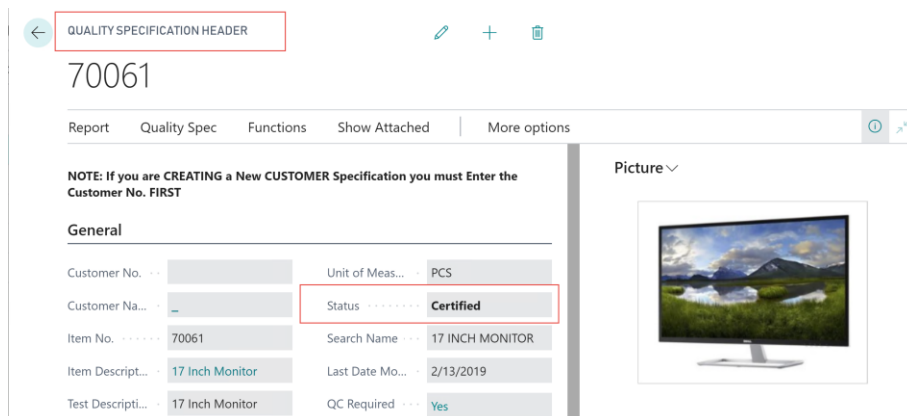 QUALITY SPECIFICATION HEADER
70061
Report Quality Spec Functions Show Attached More options
NOTE: If you are CREATING a New CUSTOMER Specification you must Enter the
Customer No. FIRST
Picture
General
Customer No. Unit of Meas... PCS
Customer Na... _ Status Certified
Item No. 70061 Search Name 17 INCH MONITOR
Item Descript... 17 Inch Monitor Last Date Mo... 2/13/2019
Test Descripti... 17 Inch Monitor QC Required Yes